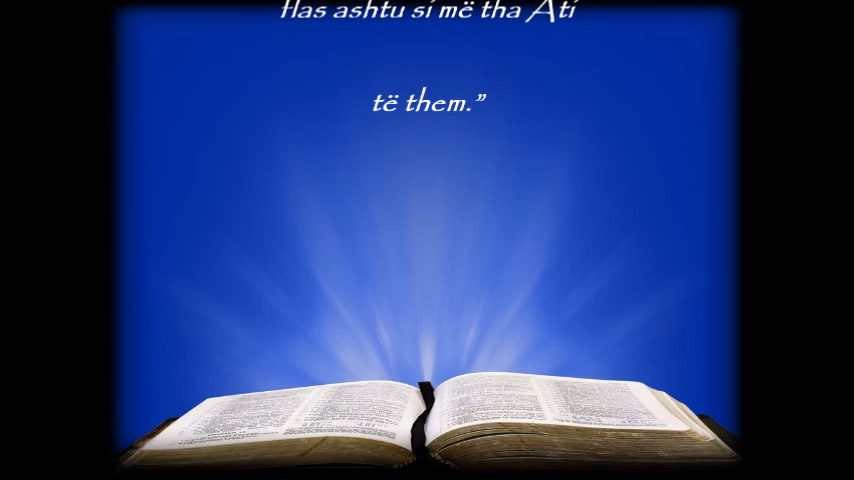 flas ashtu si më tha Ati
të them.”